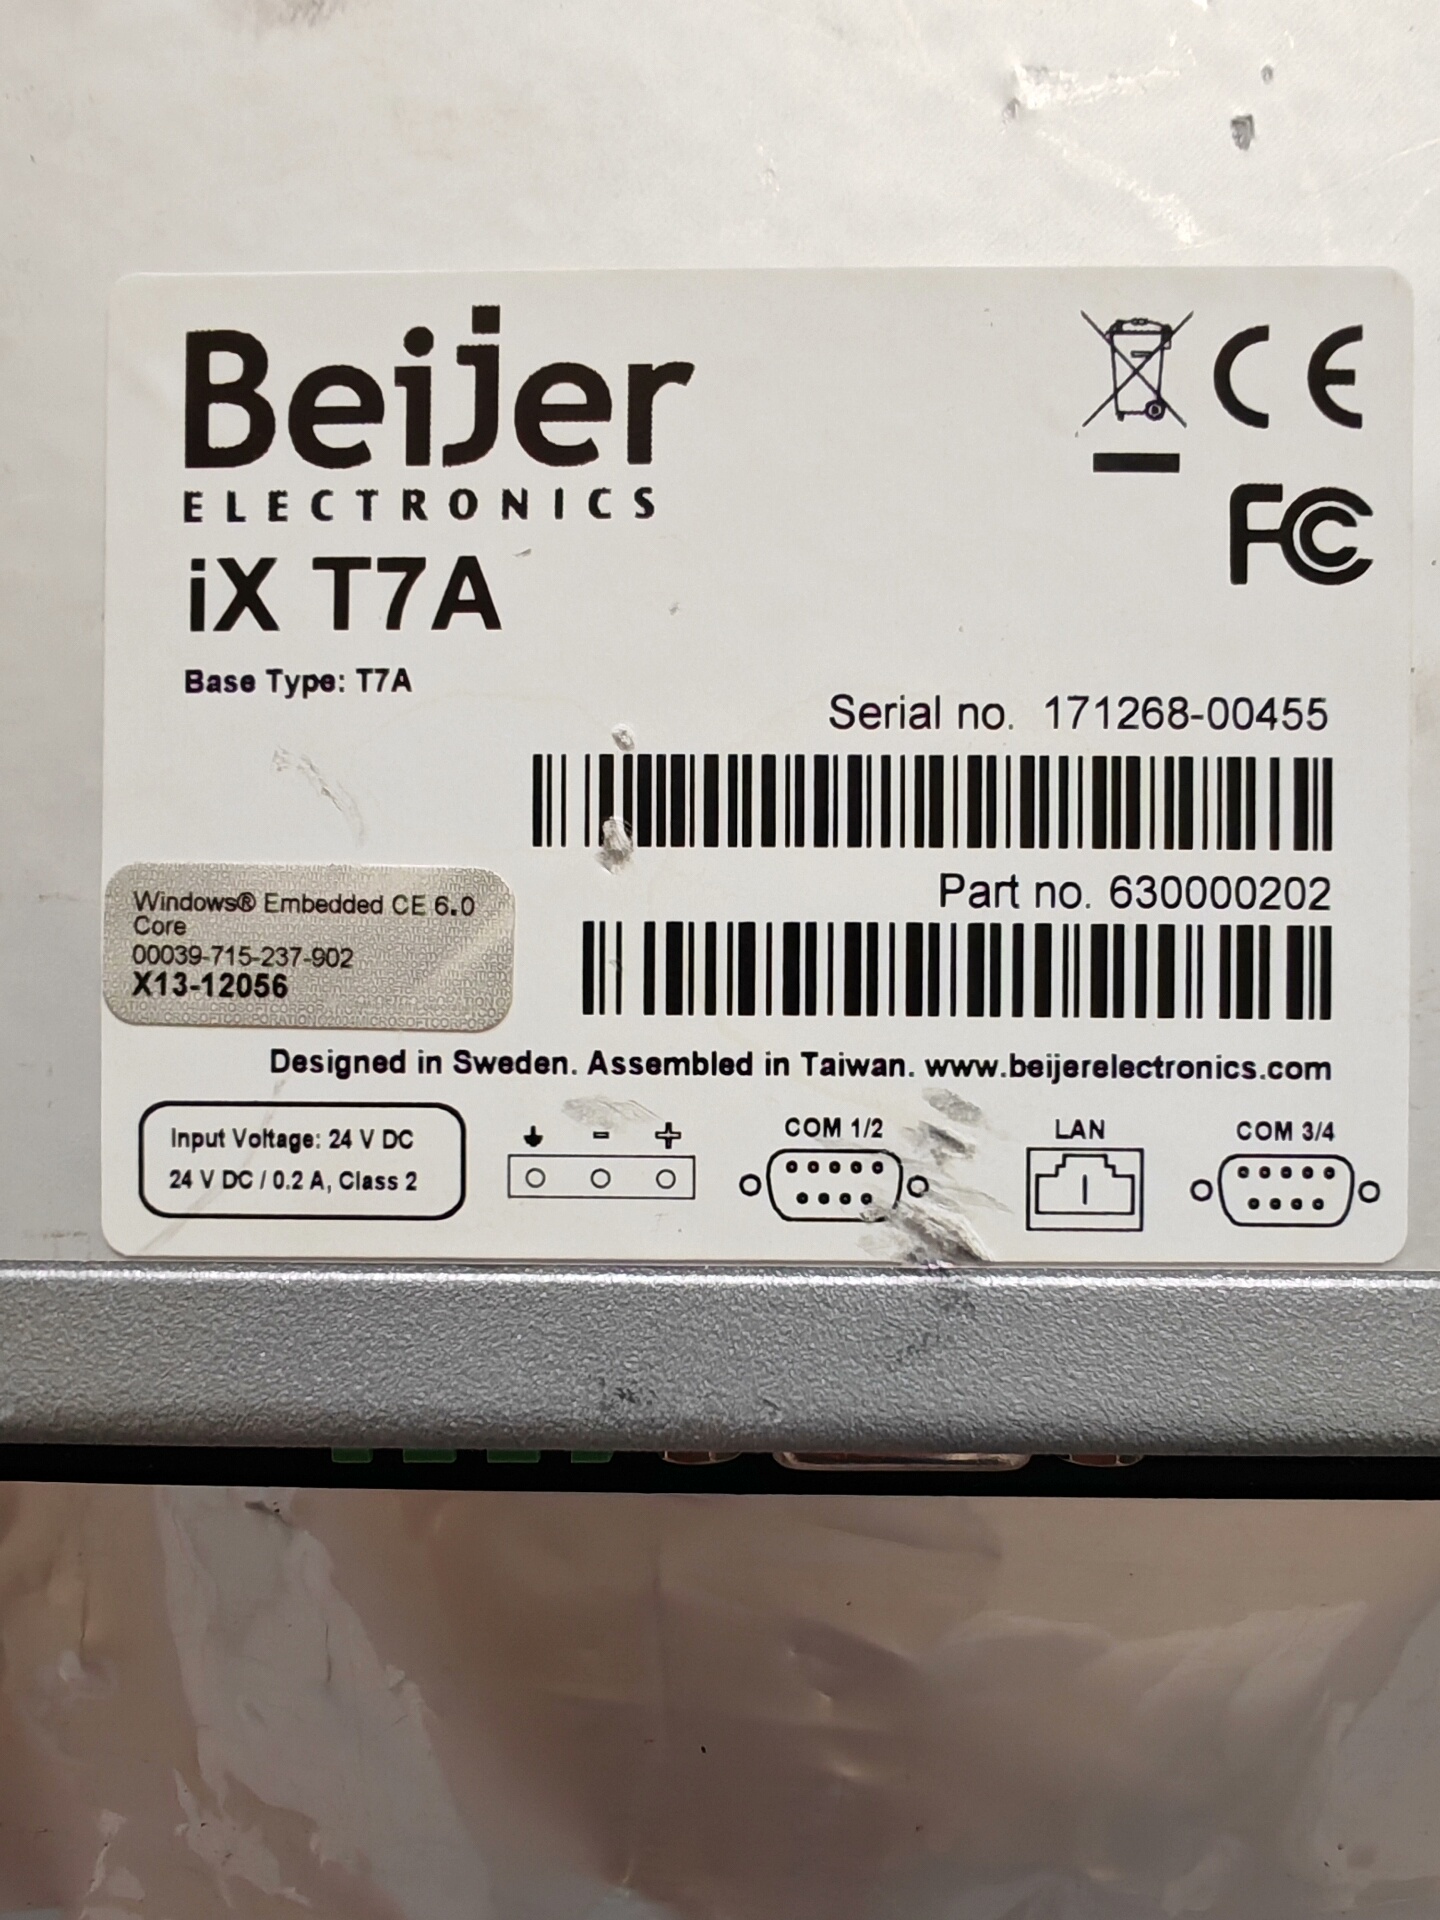 Beijer
ELECTRONICS
CE
FC
iX T7A
Base Type: T7A
Serial no. 171268-00455
Part no. 630000202
Windows® Embedded CE 6.0
Core
00039-715-237-902
X13-12056
Designed in Sweden. Assembled in Taiwan. www.beijerelectronics.com
Input Voltage: 24 V DC
24 V DC / 0.2 A, Class 2
- +
COM 1/2
LAN
COM 3/4